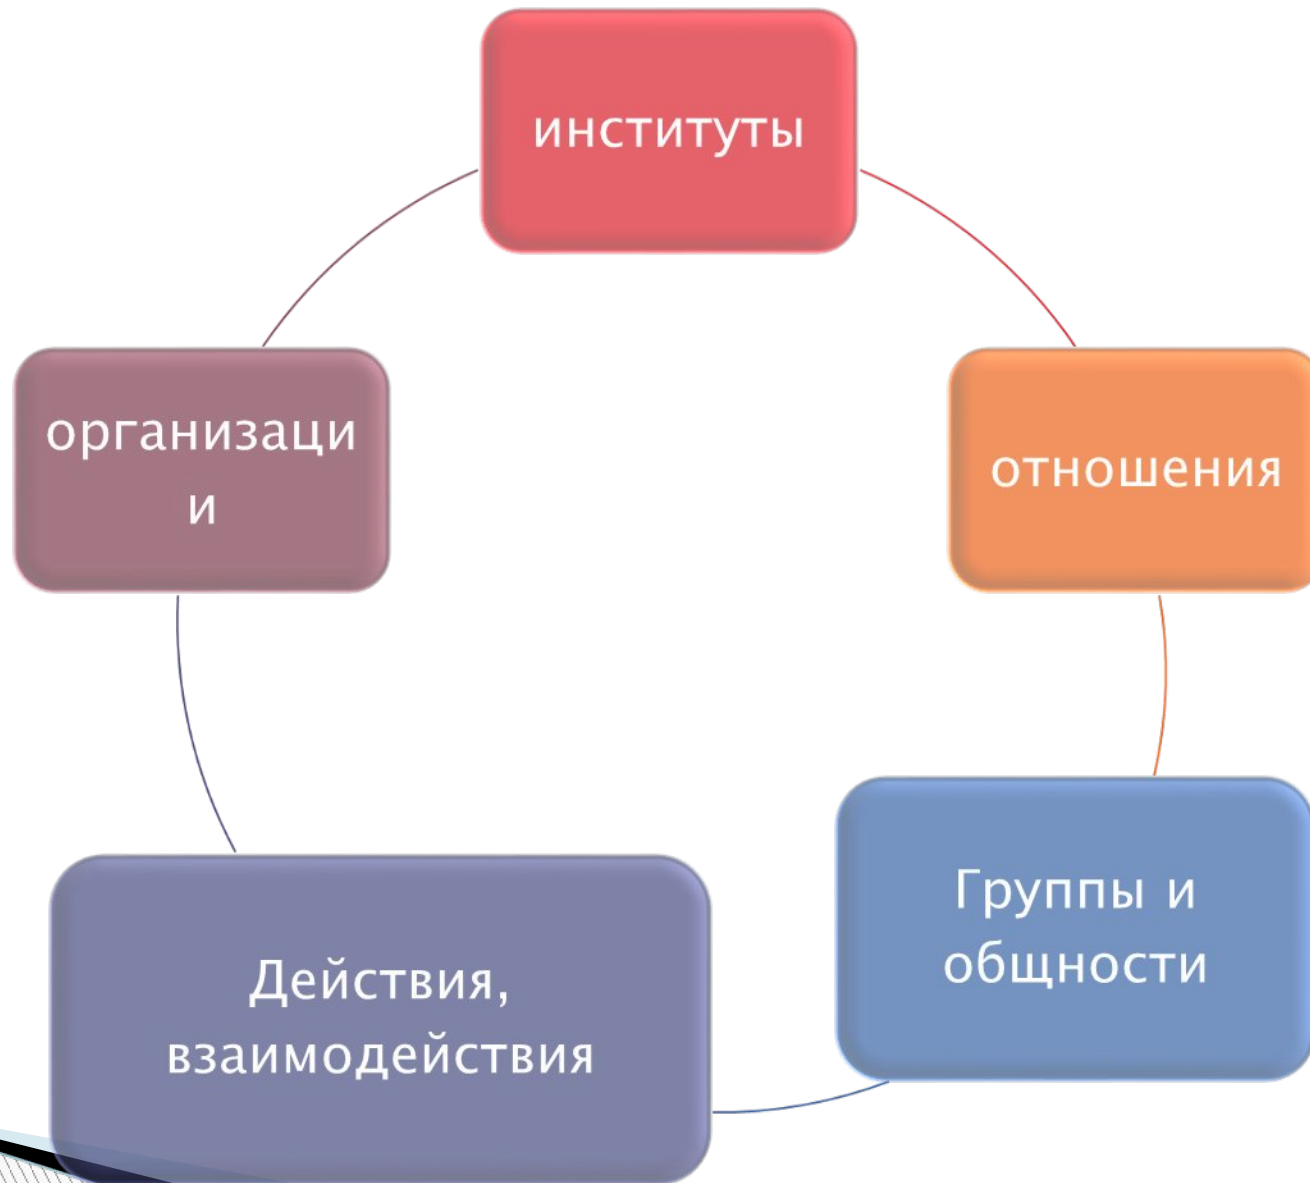 институты
организаци
и
отношения
Группы и
общности
Действия,
взаимодействия